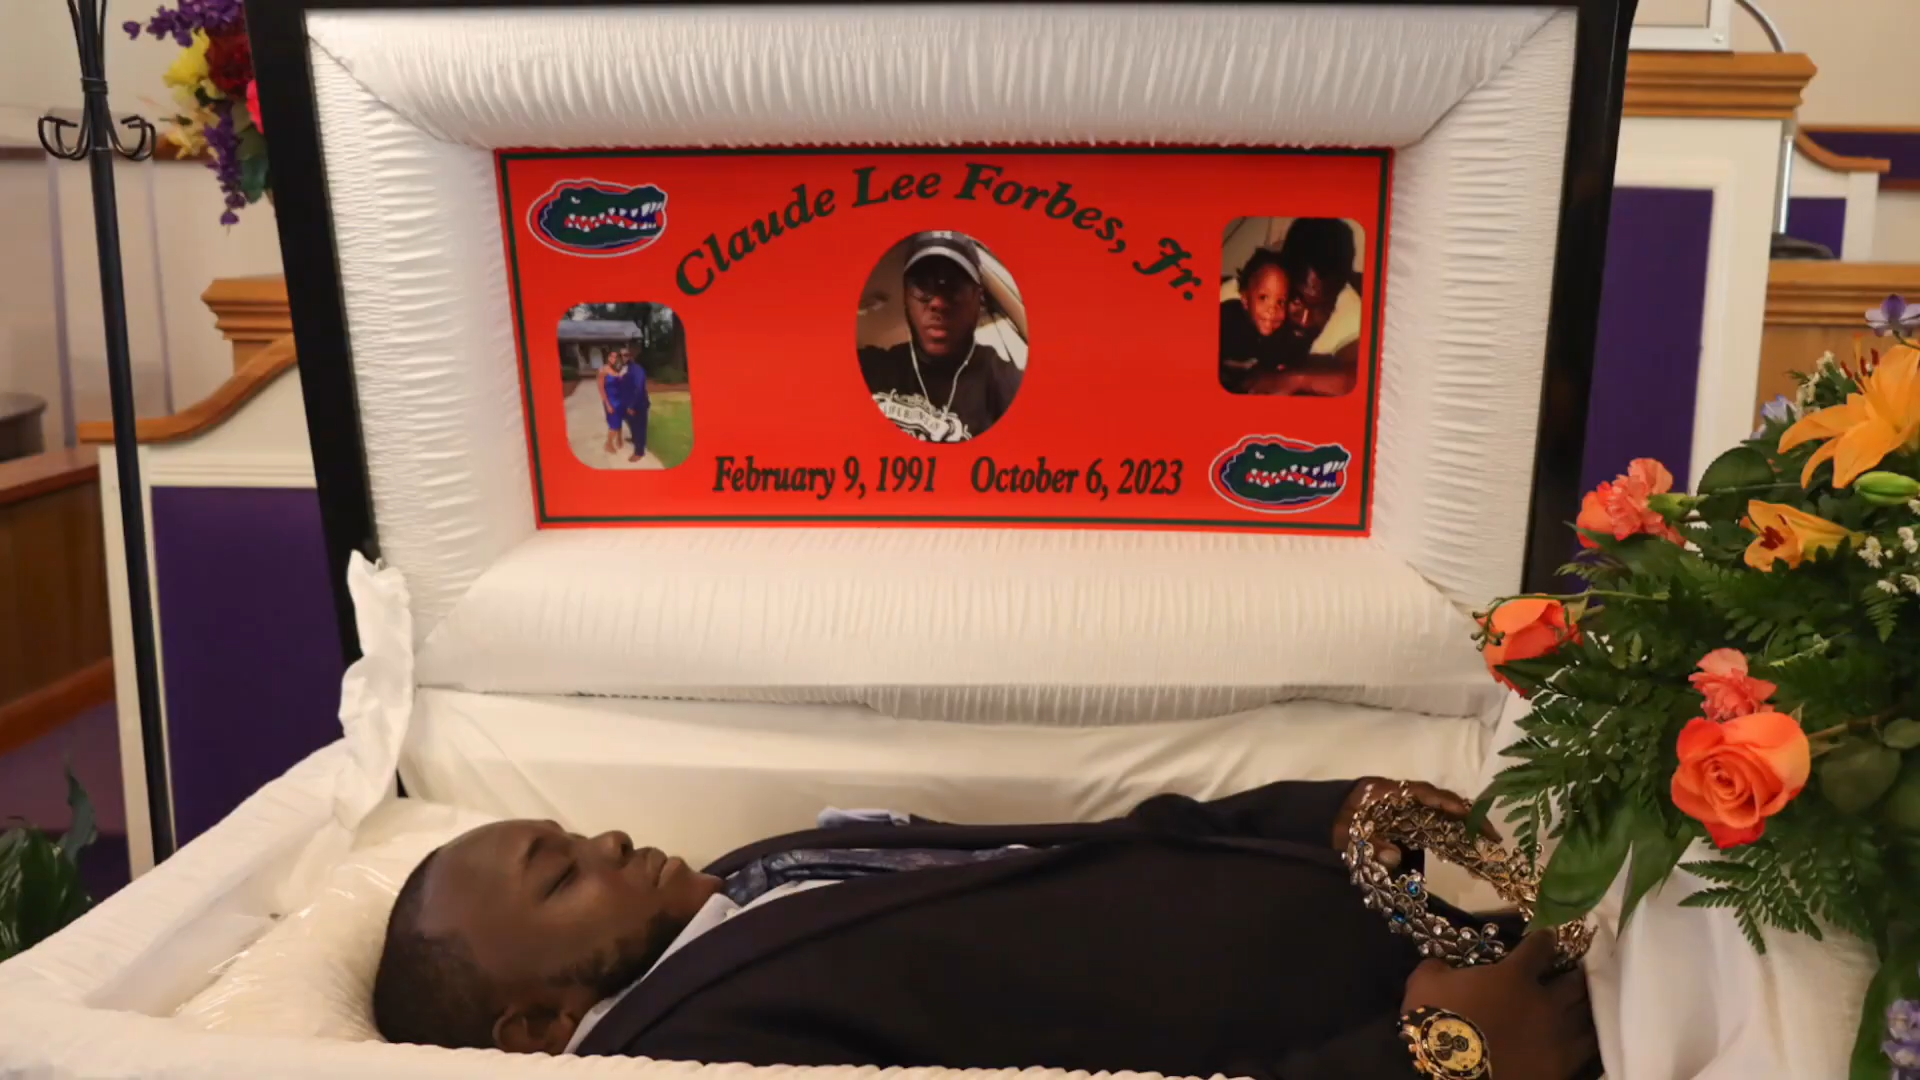 Claude Lee Forbes, Jr.
February 9, 1991 October 6, 2023